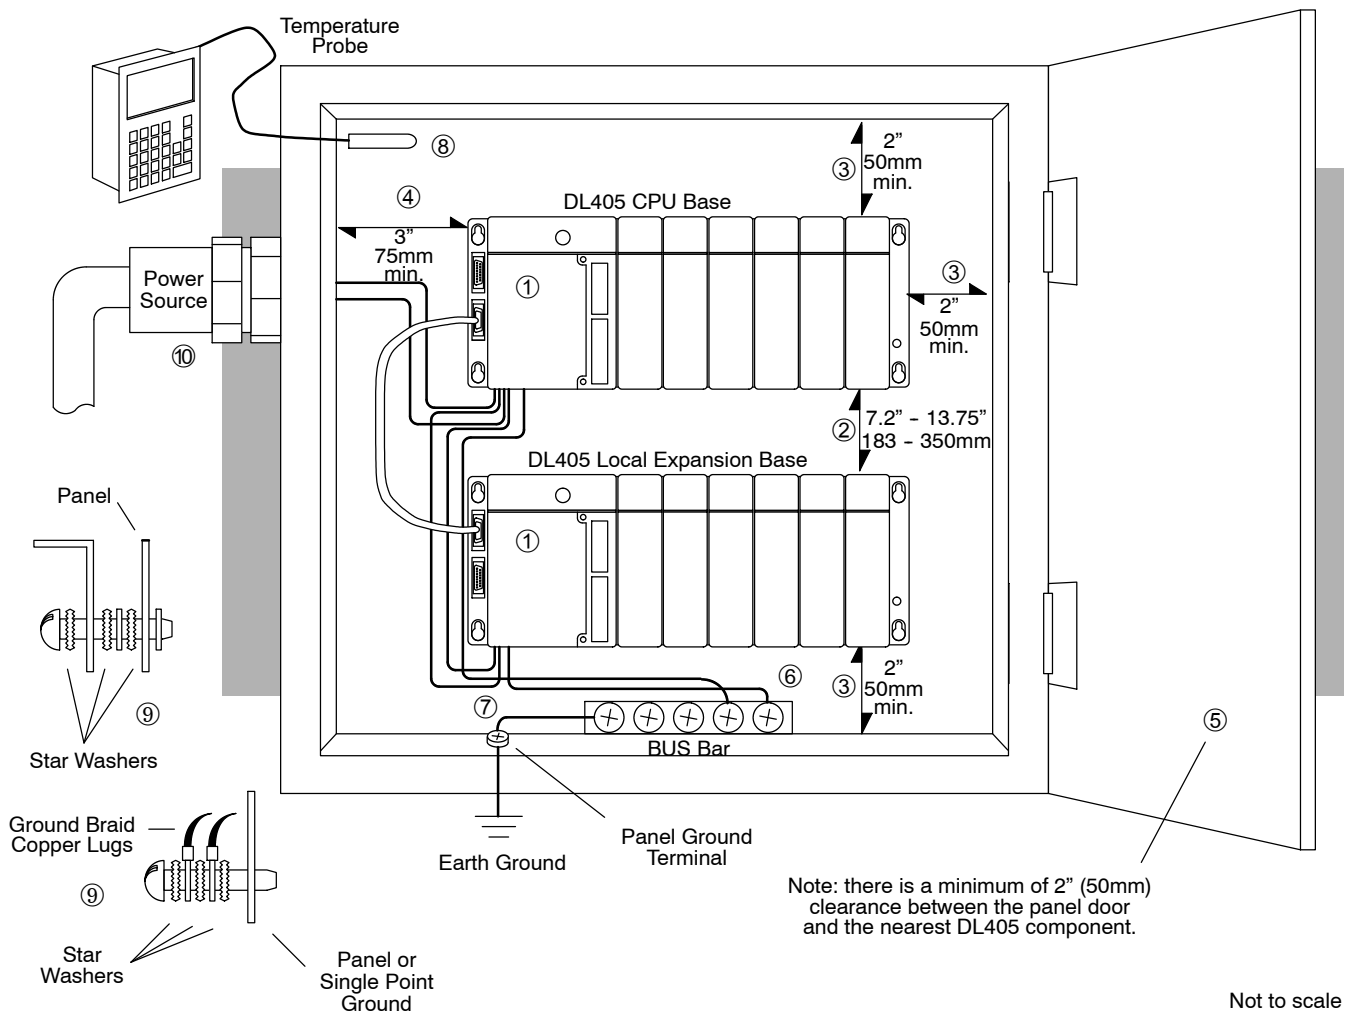 Temperature
Probe
⑧
③
2”
50mm
min.
④
3”
75mm
min.
DL405 CPU Base
①
③
2”
50mm
min.
Power
Source
⑩
②
7.2” - 13.75”
183 - 350mm
DL405 Local Expansion Base
①
Panel
⑨
Star Washers
⑥
③
2”
50mm
min.
⑦
BUS Bar
⑤
Ground Braid
Copper Lugs
⑨
Star
Washers
Panel or
Single Point
Ground
Earth Ground
Panel Ground
Terminal
Note: there is a minimum of 2” (50mm)
clearance between the panel door
and the nearest DL405 component.
Not to scale